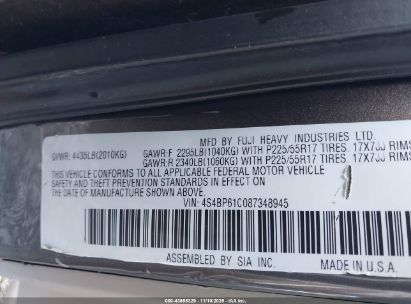 MFD BY FUJI HEAVY INDUSTRIES LTD.
GVWR: 4435LB(2010KG) GAWR:F 2295LB(1040KG) WITH P225/55R17 TIRES, 17X7JJ RIMS
GAWR:R 2340LB(1060KG) WITH P225/55R17 TIRES, 17X7JJ RIMS
THIS VEHICLE CONFORMS TO ALL APPLICABLE FEDERAL MOTOR VEHICLE
SAFETY AND THEFT PREVENTION STANDARDS IN EFFECT ON
THE DATE OF MANUFACTURE SHOWN ABOVE.
VIN: 4S4BP61C087348945
ASSEMBLED BY SIA INC.
MADE IN U.S.A.